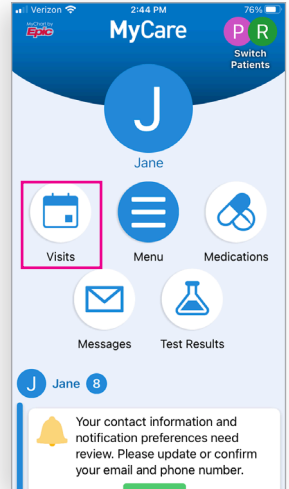 Verizon 2:44 PM 76%
MyChart by
Epic
MyCare
P R
Switch
Patients
J
Jane
Visits Menu Medications
Messages Test Results
J Jane 8
Your contact information and
notification preferences need
review. Please update or confirm
your email and phone number.